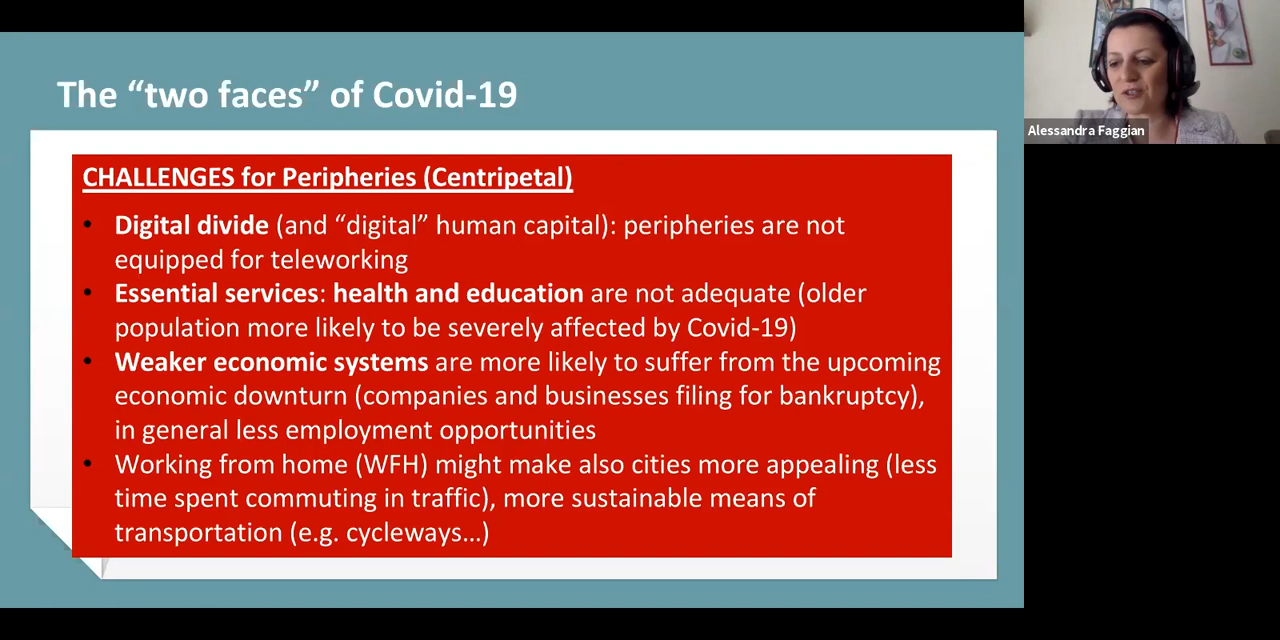 The “two faces” of Covid-19
Alessandra Faggian
CHALLENGES for Peripheries (Centripetal)
• Digital divide (and “digital” human capital): peripheries are not
equipped for teleworking
• Essential services: health and education are not adequate (older
population more likely to be severely affected by Covid-19)
• Weaker economic systems are more likely to suffer from the upcoming
economic downturn (companies and businesses filing for bankruptcy),
in general less employment opportunities
• Working from home (WFH) might make also cities more appealing (less
time spent commuting in traffic), more sustainable means of
transportation (e.g. cycleways...)